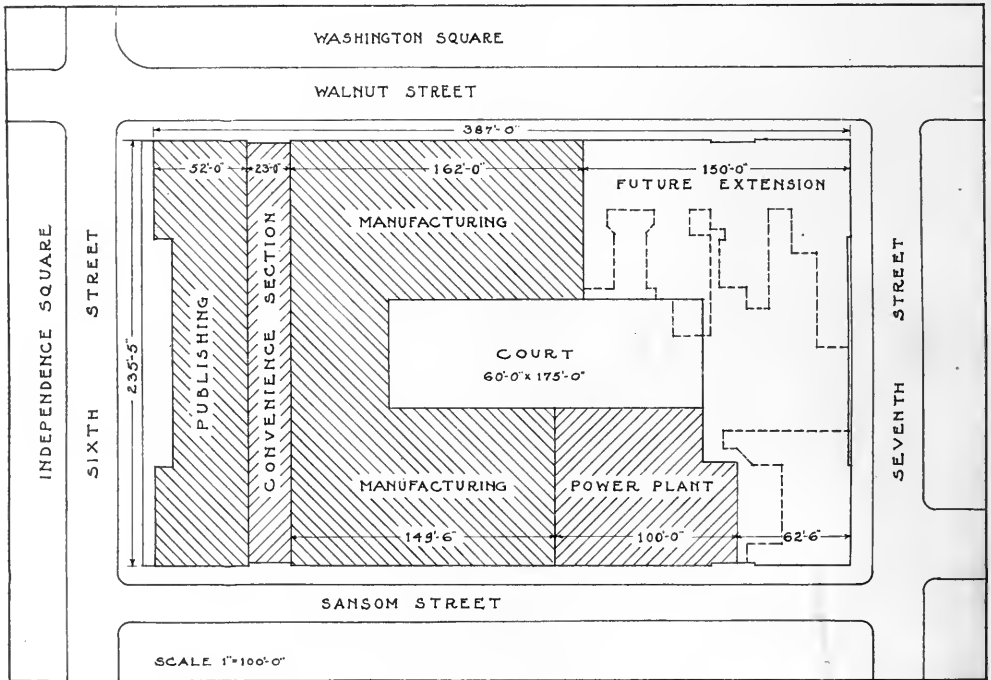 WASHINGTON SQUARE
WALNUT STREET
387'-0"
52'-0"
23'-0"
162'-0"
150'-0"
FUTURE EXTENSION
MANUFACTURING
INDEPENDENCE SQUARE
SIXTH STREET
235'-5"
PUBLISHING
CONVENIENCE SECTION
COURT
60'-0" x 175'-0"
SEVENTH STREET
MANUFACTURING
POWER PLANT
149'-6"
100'-0"
62'-6"
SANSOM STREET
SCALE 1"=100'-0"